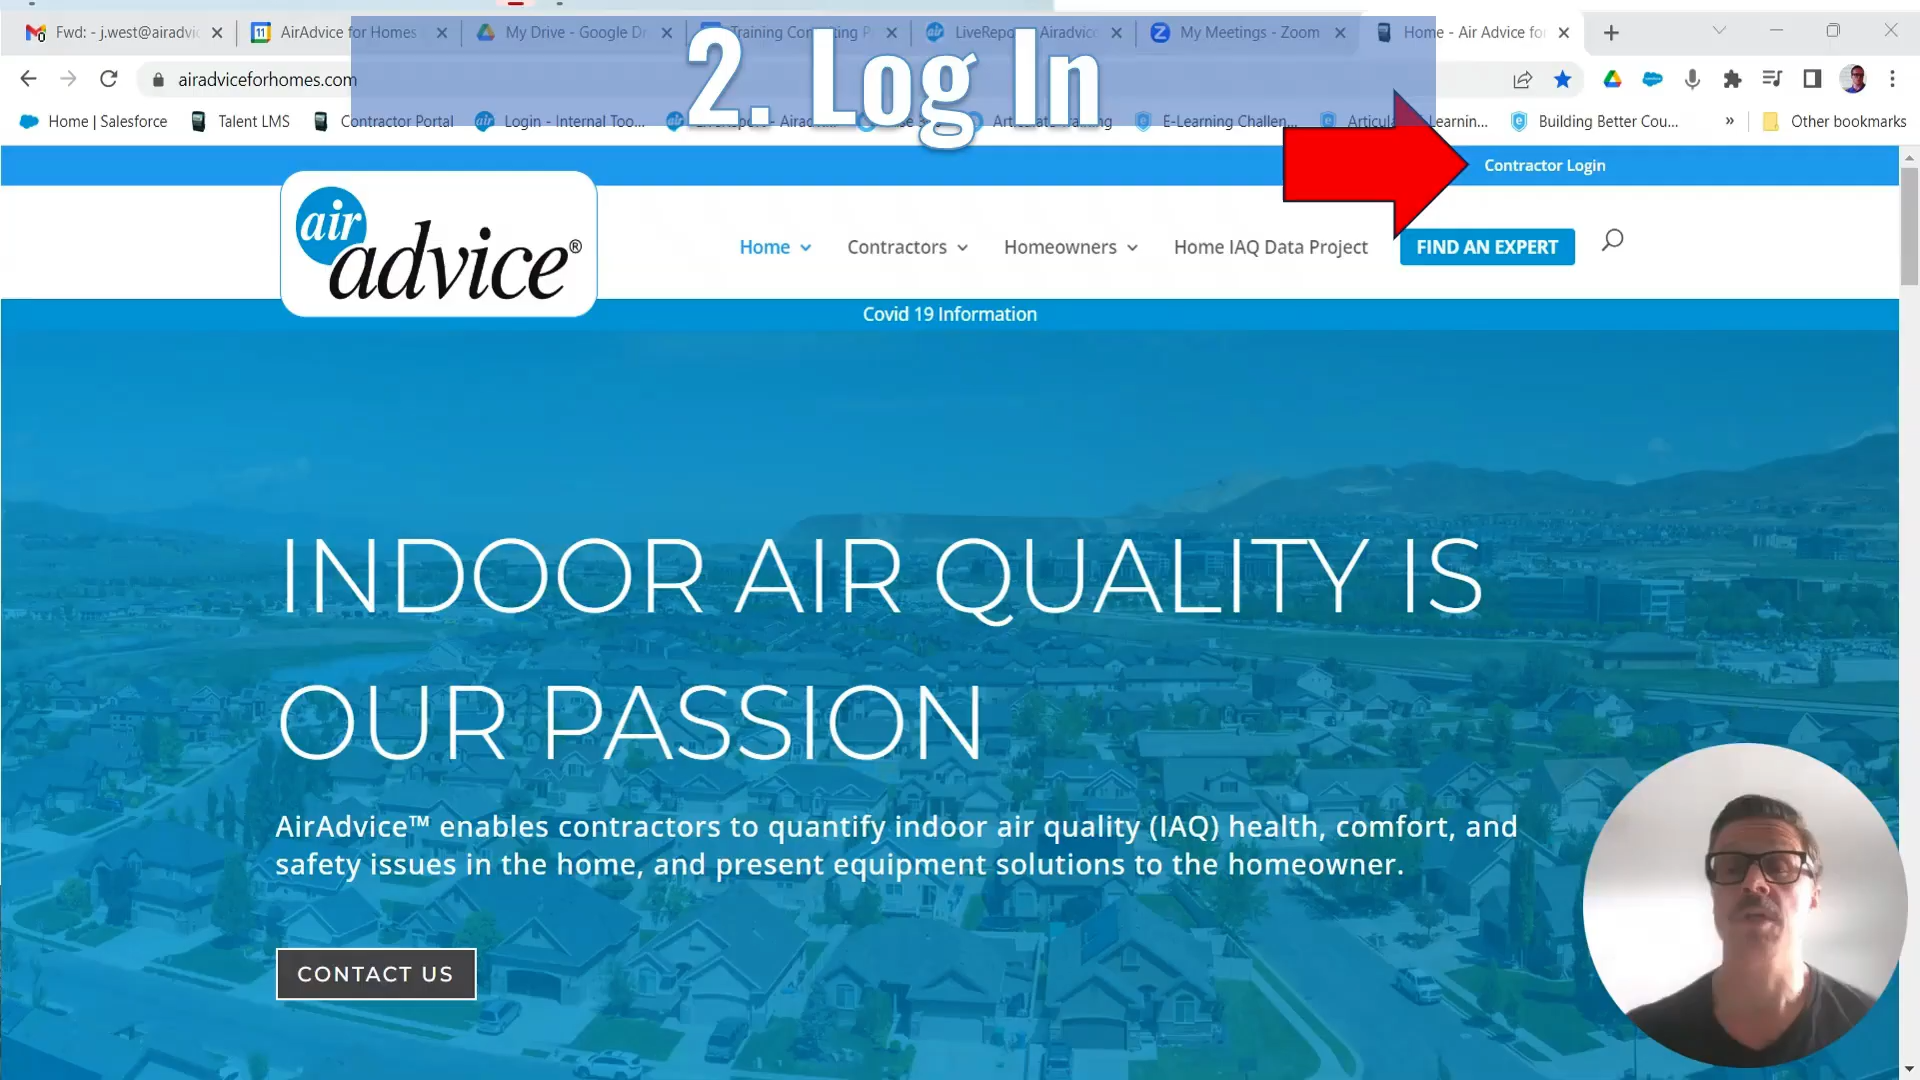 Fwd: - j.west@airadvic
AirAdvice for Homes
My Drive - Google Dr
Training
LiveRepo
Airadvice
My Meetings - Zoom
Home - Air Advice fo
2. Log In
airadviceforhomes.com
Home | Salesforce
Talent LMS
Contractor Portal
Login - Internal Too...
E-Learning Challen...
Building Better Cou...
»
Other bookmarks
Contractor Login
air
advice®
Home
Contractors
Homeowners
Home IAQ Data Project
FIND AN EXPERT
Covid 19 Information
INDOOR AIR QUALITY IS
OUR PASSION
AirAdvice™ enables contractors to quantify indoor air quality (IAQ) health, comfort, and
safety issues in the home, and present equipment solutions to the homeowner.
CONTACT US